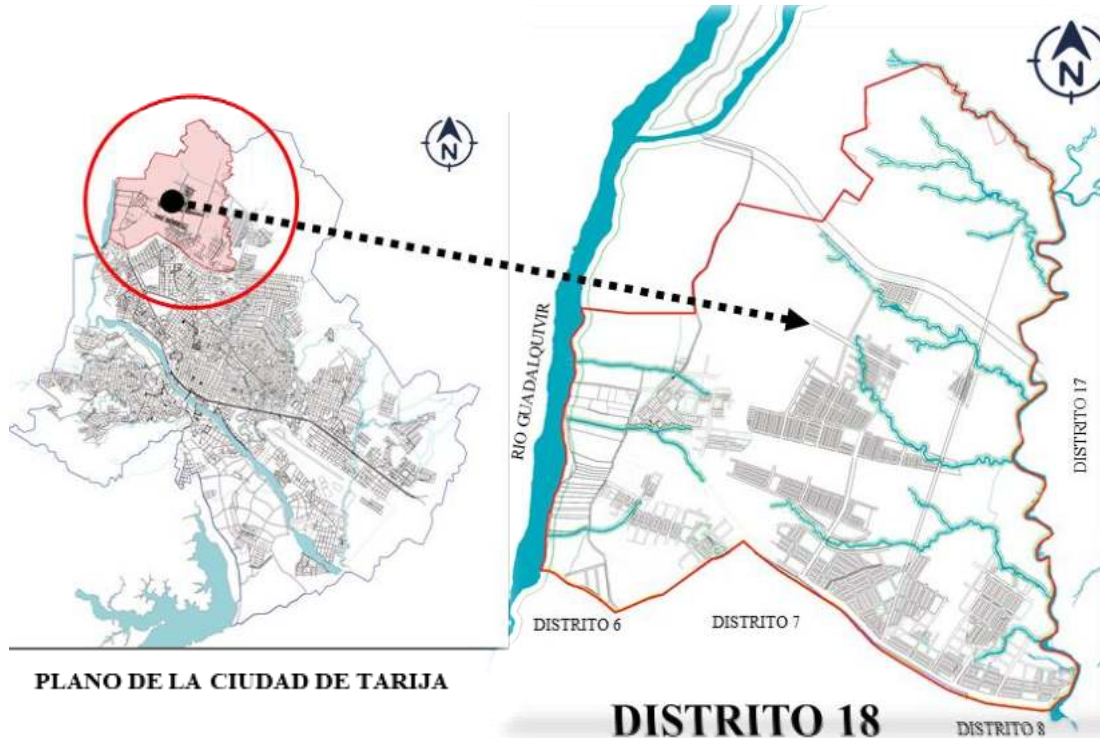 N
N
RIO GUADALQUIVIR
DISTRITO 17
DISTRITO 6
DISTRITO 7
PLANO DE LA CIUDAD DE TARIJA
DISTRITO 18
DISTRITO 8